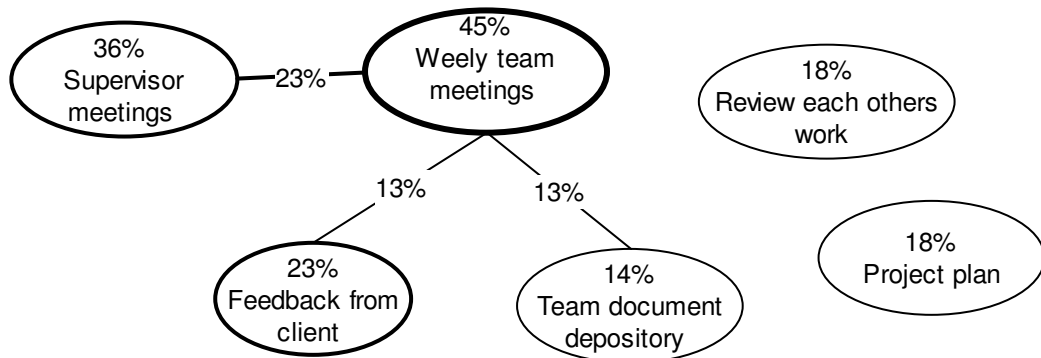 36%
Supervisor
meetings
23%
45%
Weely team
meetings
18%
Review each others
work
13%
13%
23%
Feedback from
client
14%
Team document
depository
18%
Project plan